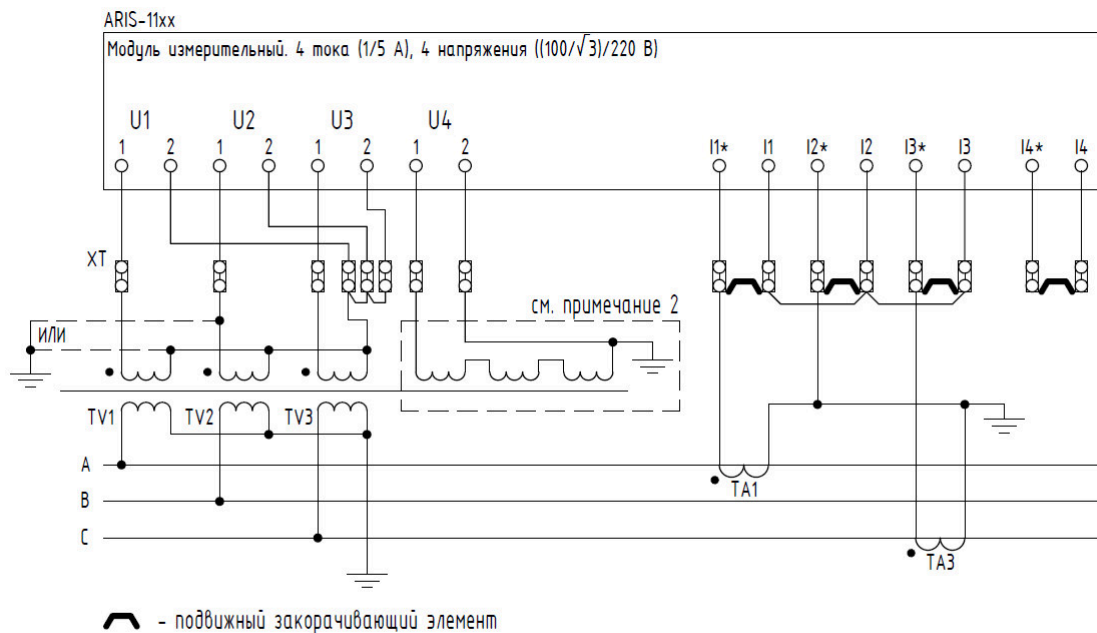 ARIS-11xx
Модуль измерительный. 4 тока (1/5 А), 4 напряжения ((100/√3)/220 В)
U1 U2 U3 U4
1 2 1 2 1 2 1 2 I1* I1 I2* I2 I3* I3 I4* I4
XT
см. примечание 2
ИЛИ
TV1 TV2 TV3
A
TA1
B
C
TA3
- подвижный закорачивающий элемент